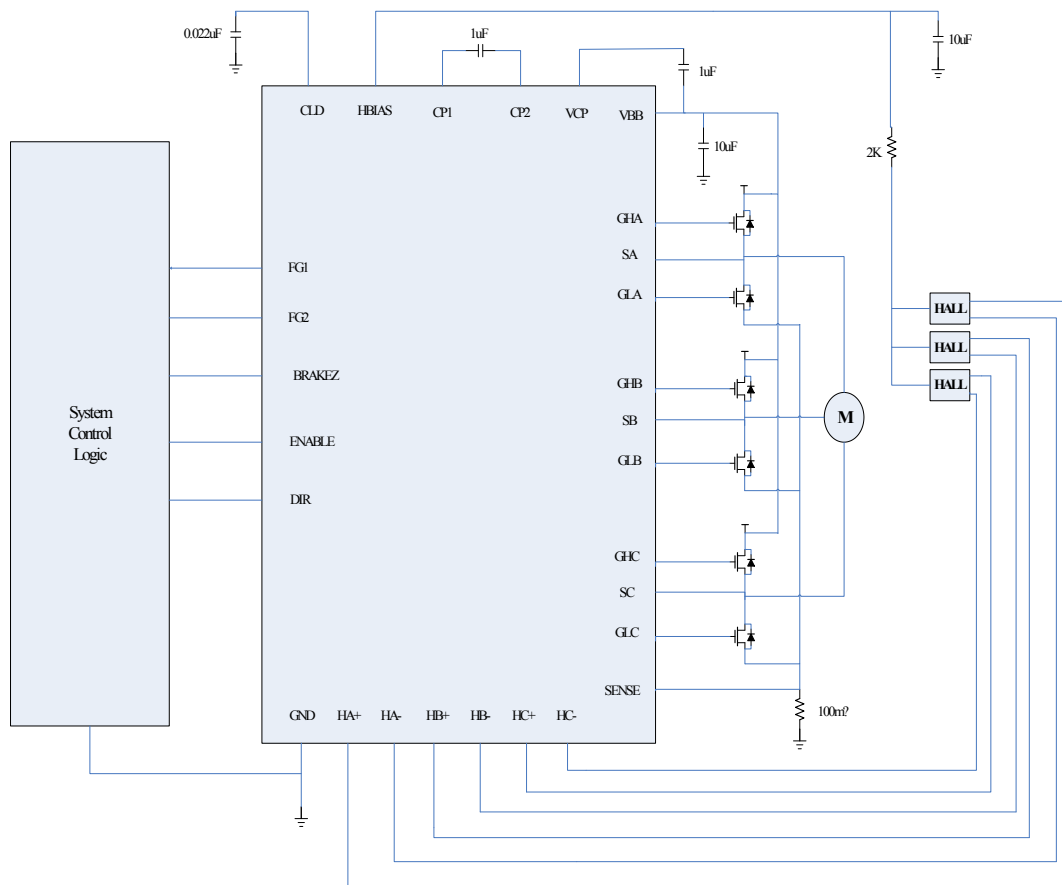 0.022uF
1uF
10uF
1uF
CLD
HBIAS
CP1
CP2
VCP
VBB
10uF
2K
GHA
SA
FG1
GLA
HALL
FG2
HALL
BRAKEZ
HALL
GHB
System
Control
Logic
SB
M
ENABLE
GLB
DIR
GHC
SC
GLC
SENSE
GND
HA+
HA-
HB+
HB-
HC+
HC-
100m?